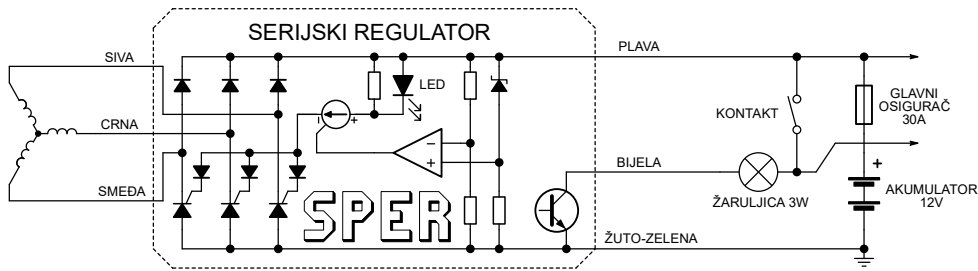 SERIJSKI REGULATOR
SIVA
PLAVA
LED
CRNA
KONTAKT
GLAVNI
OSIGURAČ
30A
BIJELA
SMEĐA
SPER
ŽARULJICA 3W
AKUMULATOR
12V
ŽUTO-ZELENA